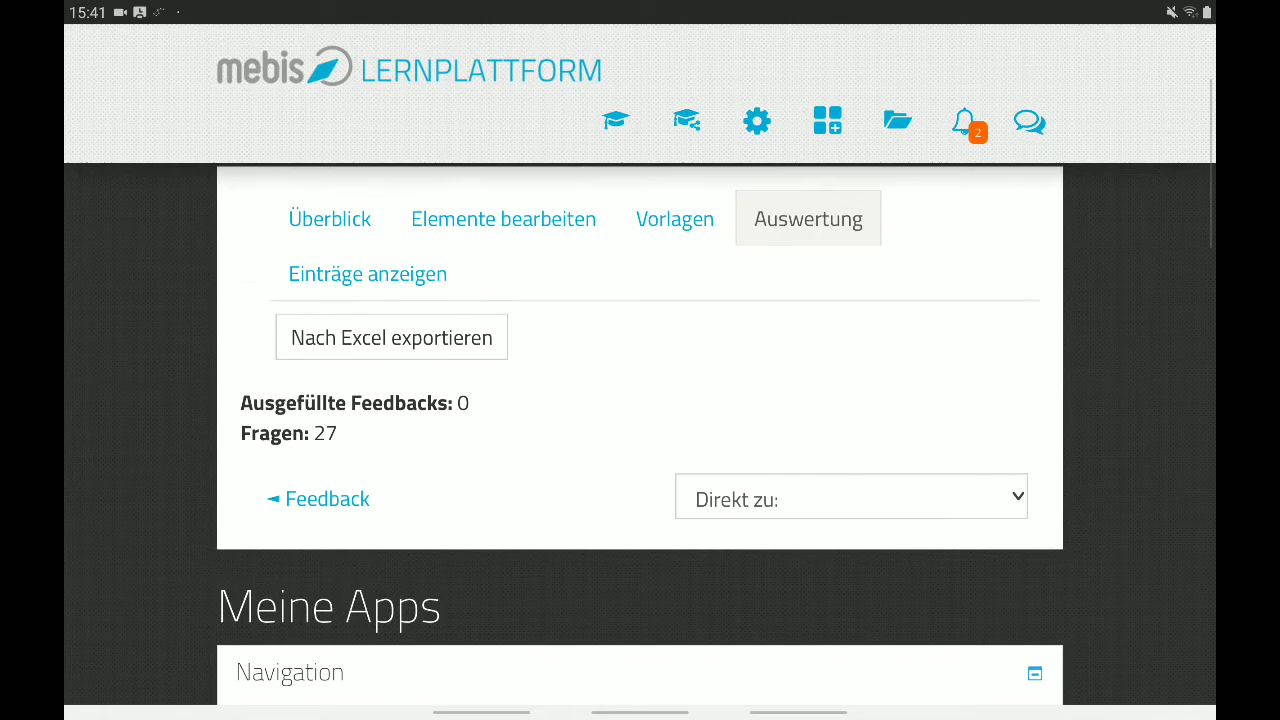 15:41
mebis LERNPLATTFORM
2
Überblick Elemente bearbeiten Vorlagen Auswertung
Einträge anzeigen
Nach Excel exportieren
Ausgefüllte Feedbacks: 0
Fragen: 27
◄ Feedback Direkt zu:
Meine Apps
Navigation